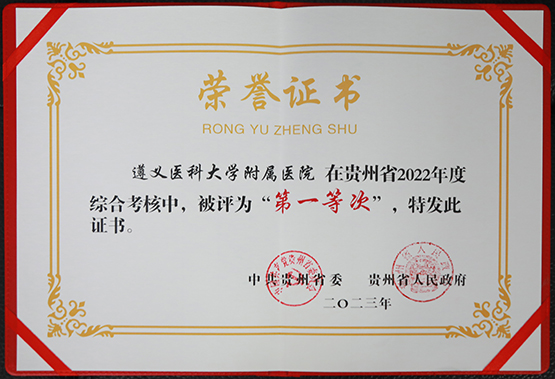 荣誉证书
RONG YU ZHENG SHU
遵义医科大学附属医院 在贵州省2022年度
综合考核中，被评为“第一等次”，特发此
证书。
中共贵州省委 贵州省人民政府
二〇二三年